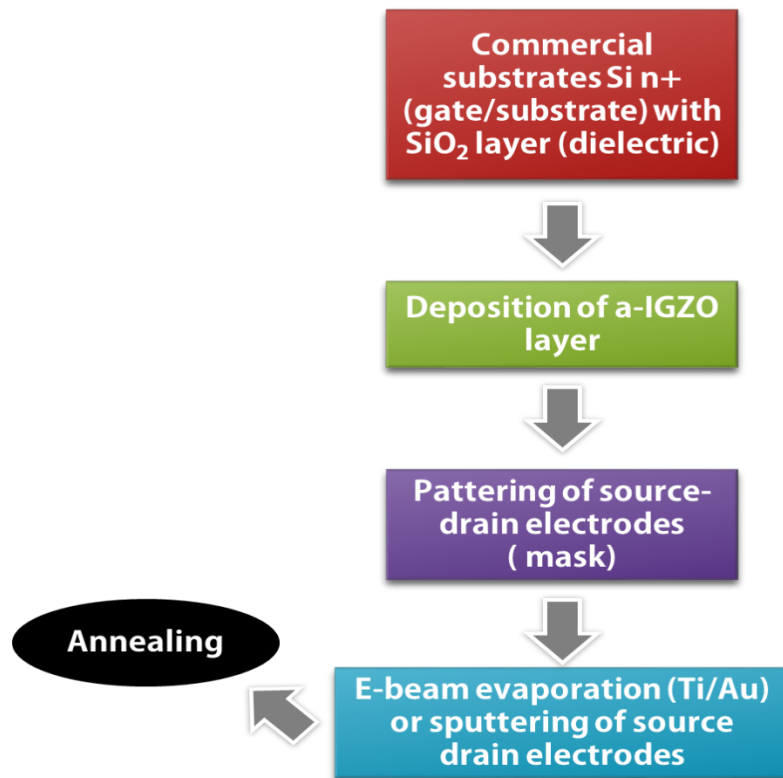 Commercial
substrates Si n+
(gate/substrate) with
SiO₂ layer (dielectric)
Deposition of a-IGZO
layer
Pattering of source-
drain electrodes
( mask)
E-beam evaporation (Ti/Au)
or sputtering of source
drain electrodes
Annealing